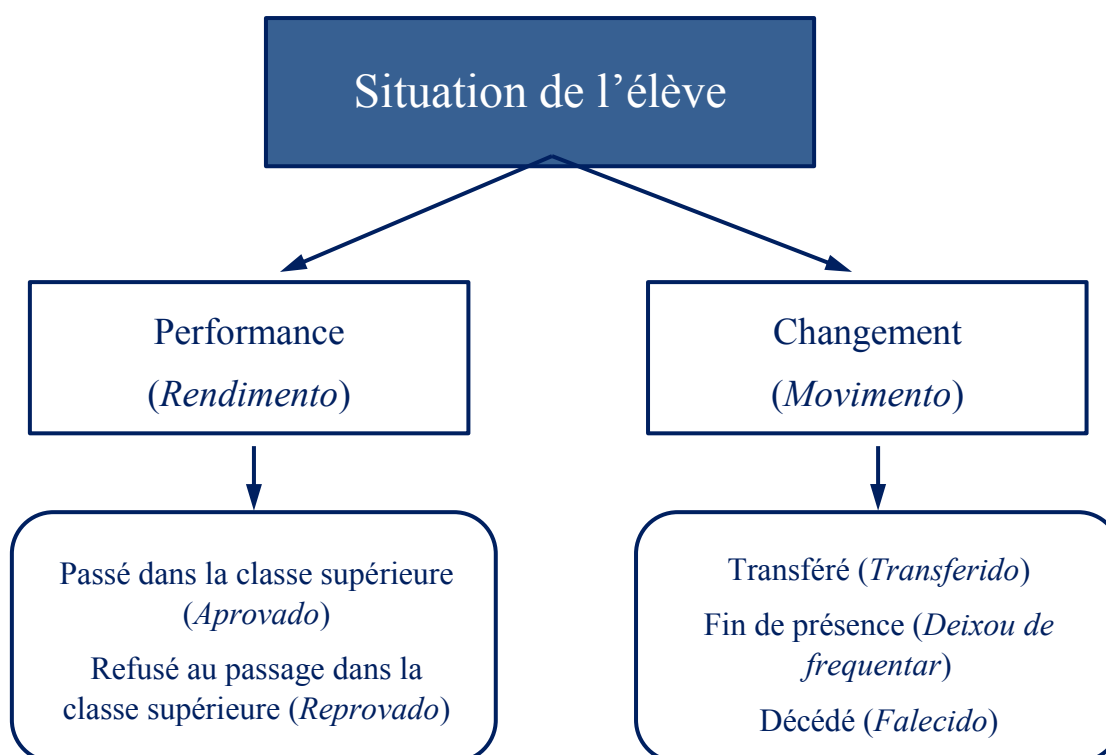 Situation de l’élève
Performance
(Rendimento)
Changement
(Movimento)
Passé dans la classe supérieure
(Aprovado)
Refusé au passage dans la
classe supérieure (Reprovado)
Transféré (Transferido)
Fin de présence (Deixou de
frequentar)
Décédé (Falecido)